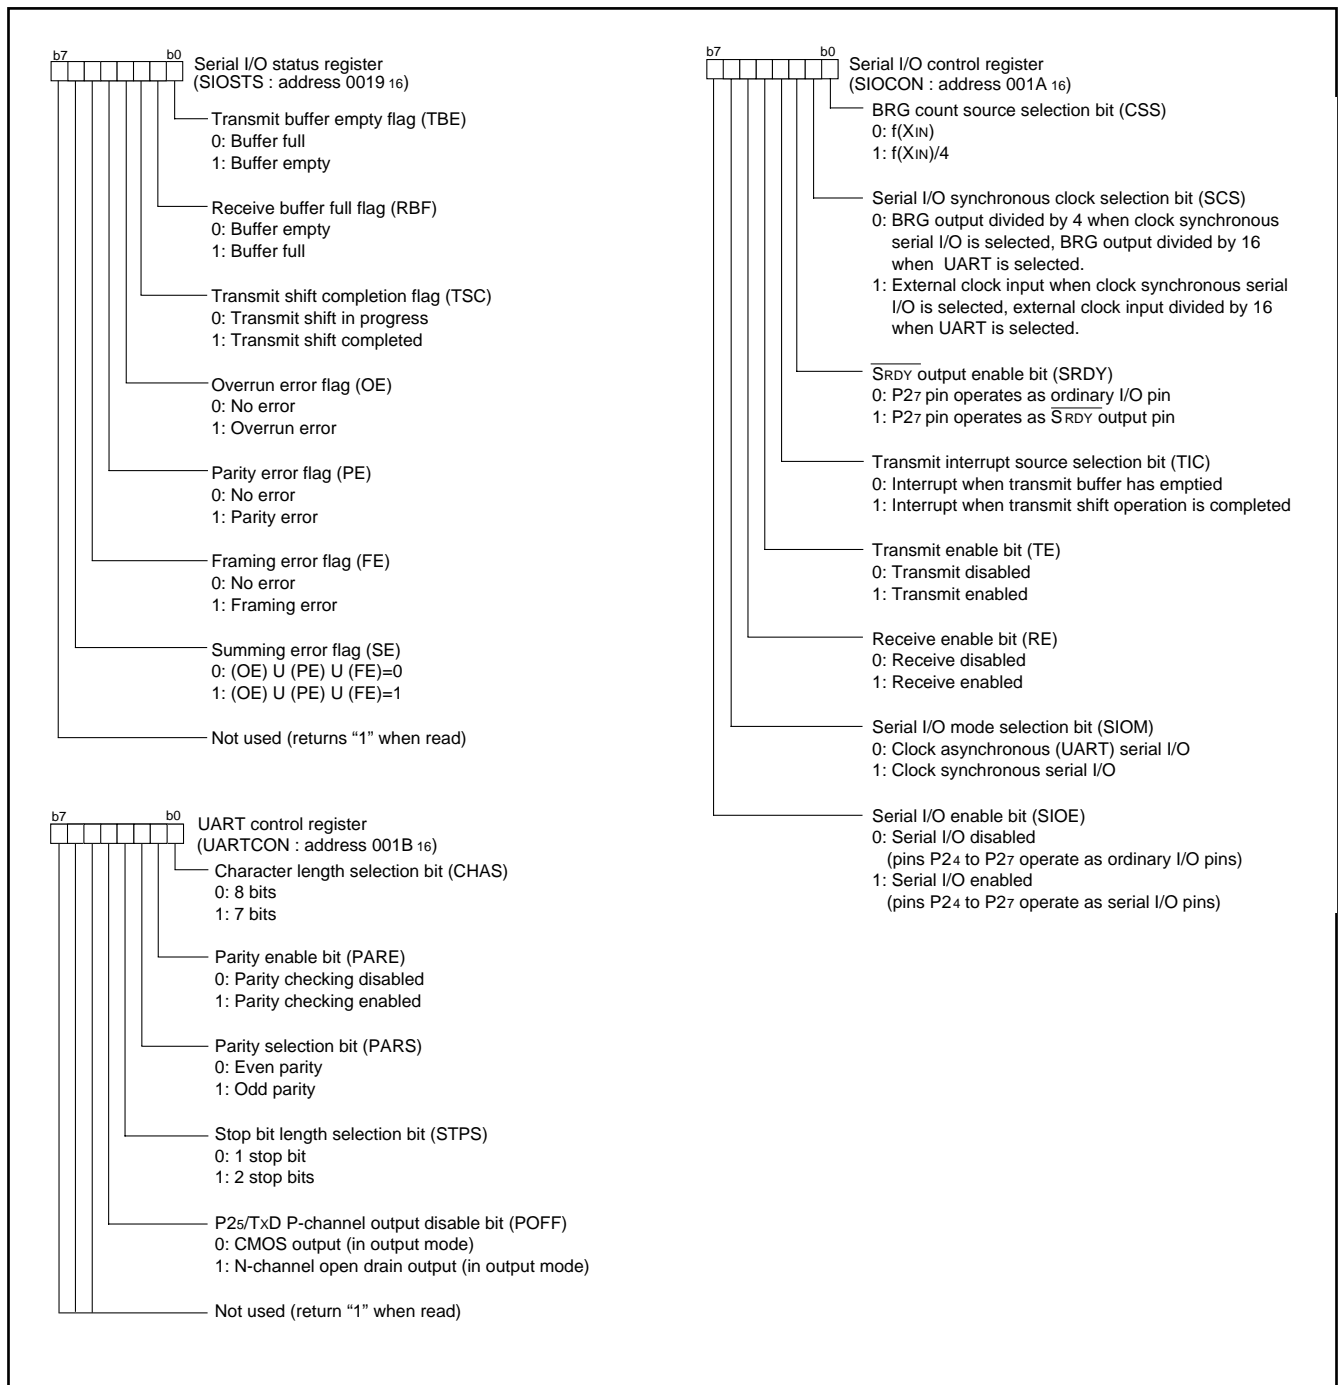 b7 b0
Serial I/O status register
(SIOSTS : address 0019 16)
Transmit buffer empty flag (TBE)
0: Buffer full
1: Buffer empty
Receive buffer full flag (RBF)
0: Buffer empty
1: Buffer full
Transmit shift completion flag (TSC)
0: Transmit shift in progress
1: Transmit shift completed
Overrun error flag (OE)
0: No error
1: Overrun error
Parity error flag (PE)
0: No error
1: Parity error
Framing error flag (FE)
0: No error
1: Framing error
Summing error flag (SE)
0: (OE) U (PE) U (FE)=0
1: (OE) U (PE) U (FE)=1
Not used (returns “1” when read)
b7 b0
UART control register
(UARTCON : address 001B 16)
Character length selection bit (CHAS)
0: 8 bits
1: 7 bits
Parity enable bit (PARE)
0: Parity checking disabled
1: Parity checking enabled
Parity selection bit (PARS)
0: Even parity
1: Odd parity
Stop bit length selection bit (STPS)
0: 1 stop bit
1: 2 stop bits
P25/TXD P-channel output disable bit (POFF)
0: CMOS output (in output mode)
1: N-channel open drain output (in output mode)
Not used (return “1” when read)
b7 b0
Serial I/O control register
(SIOCON : address 001A 16)
BRG count source selection bit (CSS)
0: f(XIN)
1: f(XIN)/4
Serial I/O synchronous clock selection bit (SCS)
0: BRG output divided by 4 when clock synchronous
serial I/O is selected, BRG output divided by 16
when UART is selected.
1: External clock input when clock synchronous serial
I/O is selected, external clock input divided by 16
when UART is selected.
SRDY output enable bit (SRDY)
0: P27 pin operates as ordinary I/O pin
1: P27 pin operates as SRDY output pin
Transmit interrupt source selection bit (TIC)
0: Interrupt when transmit buffer has emptied
1: Interrupt when transmit shift operation is completed
Transmit enable bit (TE)
0: Transmit disabled
1: Transmit enabled
Receive enable bit (RE)
0: Receive disabled
1: Receive enabled
Serial I/O mode selection bit (SIOM)
0: Clock asynchronous (UART) serial I/O
1: Clock synchronous serial I/O
Serial I/O enable bit (SIOE)
0: Serial I/O disabled
(pins P24 to P27 operate as ordinary I/O pins)
1: Serial I/O enabled
(pins P24 to P27 operate as serial I/O pins)